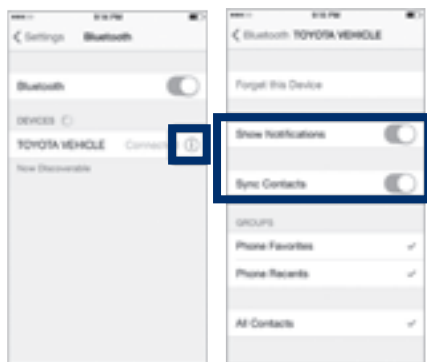 Settings
Bluetooth
Bluetooth
DEVICES
TOYOTA VEHICLE
Now Discoverable
Bluetooth
TOYOTA VEHICLE
Forget this Device
Show Notifications
Sync Contacts
GROUPS
Phone Favorites
Phone Recents
All Contacts